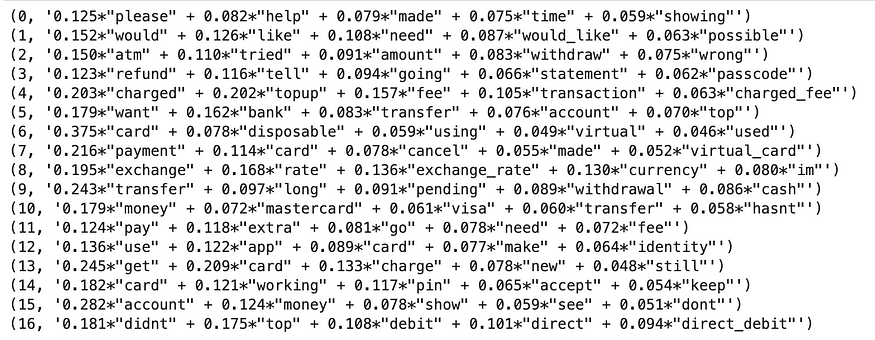 (0, '0.125*"please" + 0.082*"help" + 0.079*"made" + 0.075*"time" + 0.059*"showing"')
(1, '0.152*"would" + 0.126*"like" + 0.108*"need" + 0.087*"would_like" + 0.063*"possible"')
(2, '0.150*"atm" + 0.110*"tried" + 0.091*"amount" + 0.083*"withdraw" + 0.075*"wrong"')
(3, '0.123*"refund" + 0.116*"tell" + 0.094*"going" + 0.066*"statement" + 0.062*"passcode"')
(4, '0.203*"charged" + 0.202*"topup" + 0.157*"fee" + 0.105*"transaction" + 0.063*"charged_fee"')
(5, '0.179*"want" + 0.162*"bank" + 0.083*"transfer" + 0.076*"account" + 0.070*"top"')
(6, '0.375*"card" + 0.078*"disposable" + 0.059*"using" + 0.049*"virtual" + 0.046*"used"')
(7, '0.216*"payment" + 0.114*"card" + 0.078*"cancel" + 0.055*"made" + 0.052*"virtual_card"')
(8, '0.195*"exchange" + 0.168*"rate" + 0.136*"exchange_rate" + 0.130*"currency" + 0.080*"im"')
(9, '0.243*"transfer" + 0.097*"long" + 0.091*"pending" + 0.089*"withdrawal" + 0.086*"cash"')
(10, '0.179*"money" + 0.072*"mastercard" + 0.061*"visa" + 0.060*"transfer" + 0.058*"hasnt"')
(11, '0.124*"pay" + 0.118*"extra" + 0.081*"go" + 0.078*"need" + 0.072*"fee"')
(12, '0.136*"use" + 0.122*"app" + 0.089*"card" + 0.077*"make" + 0.064*"identity"')
(13, '0.245*"get" + 0.209*"card" + 0.133*"charge" + 0.078*"new" + 0.048*"still"')
(14, '0.182*"card" + 0.121*"working" + 0.117*"pin" + 0.065*"accept" + 0.054*"keep"')
(15, '0.282*"account" + 0.124*"money" + 0.078*"show" + 0.059*"see" + 0.051*"dont"')
(16, '0.181*"didnt" + 0.175*"top" + 0.108*"debit" + 0.101*"direct" + 0.094*"direct_debit"')